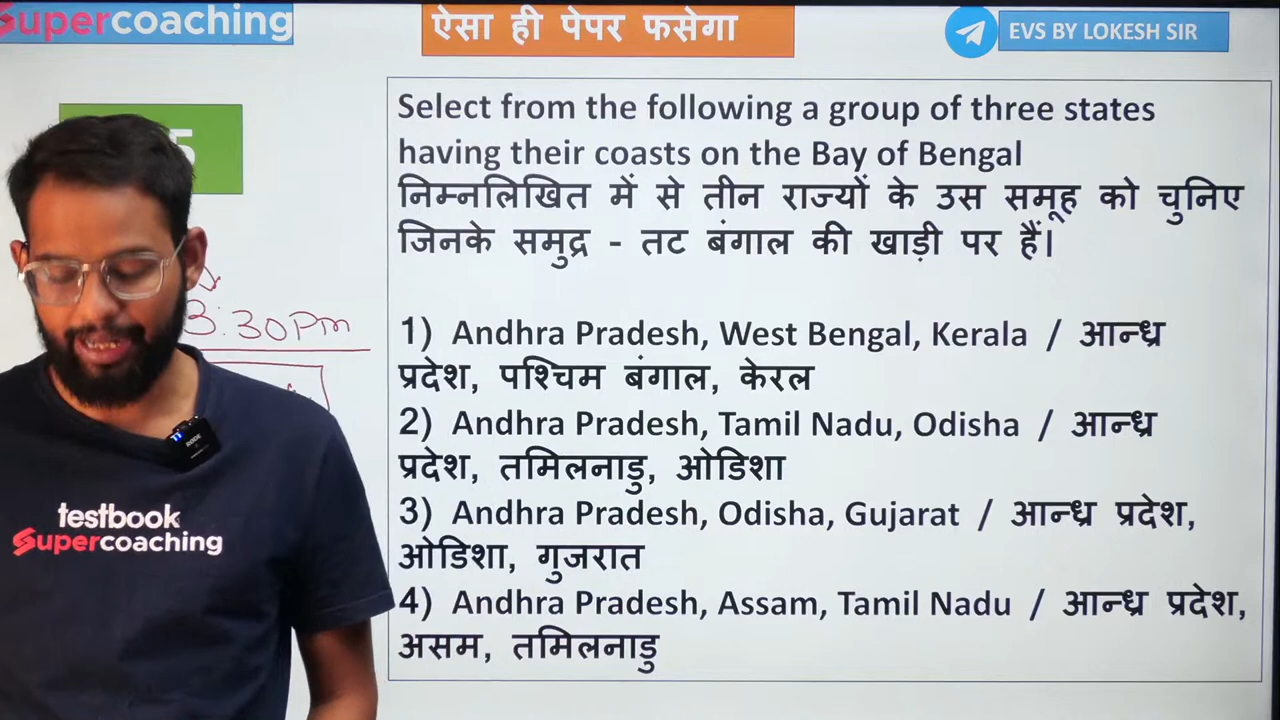 Supercoaching
ऐसा ही पेपर फसेगा
EVS BY LOKESH SIR
5
3:30Pm
Select from the following a group of three states
having their coasts on the Bay of Bengal
निम्नलिखित में से तीन राज्यों के उस समूह को चुनिए
जिनके समुद्र - तट बंगाल की खाड़ी पर हैं।
1) Andhra Pradesh, West Bengal, Kerala / आन्ध्र
प्रदेश, पश्चिम बंगाल, केरल
2) Andhra Pradesh, Tamil Nadu, Odisha / आन्ध्र
प्रदेश, तमिलनाडु, ओडिशा
3) Andhra Pradesh, Odisha, Gujarat / आन्ध्र प्रदेश,
ओडिशा, गुजरात
4) Andhra Pradesh, Assam, Tamil Nadu / आन्ध्र प्रदेश,
असम, तमिलनाडु
RODE
testbook
Supercoaching